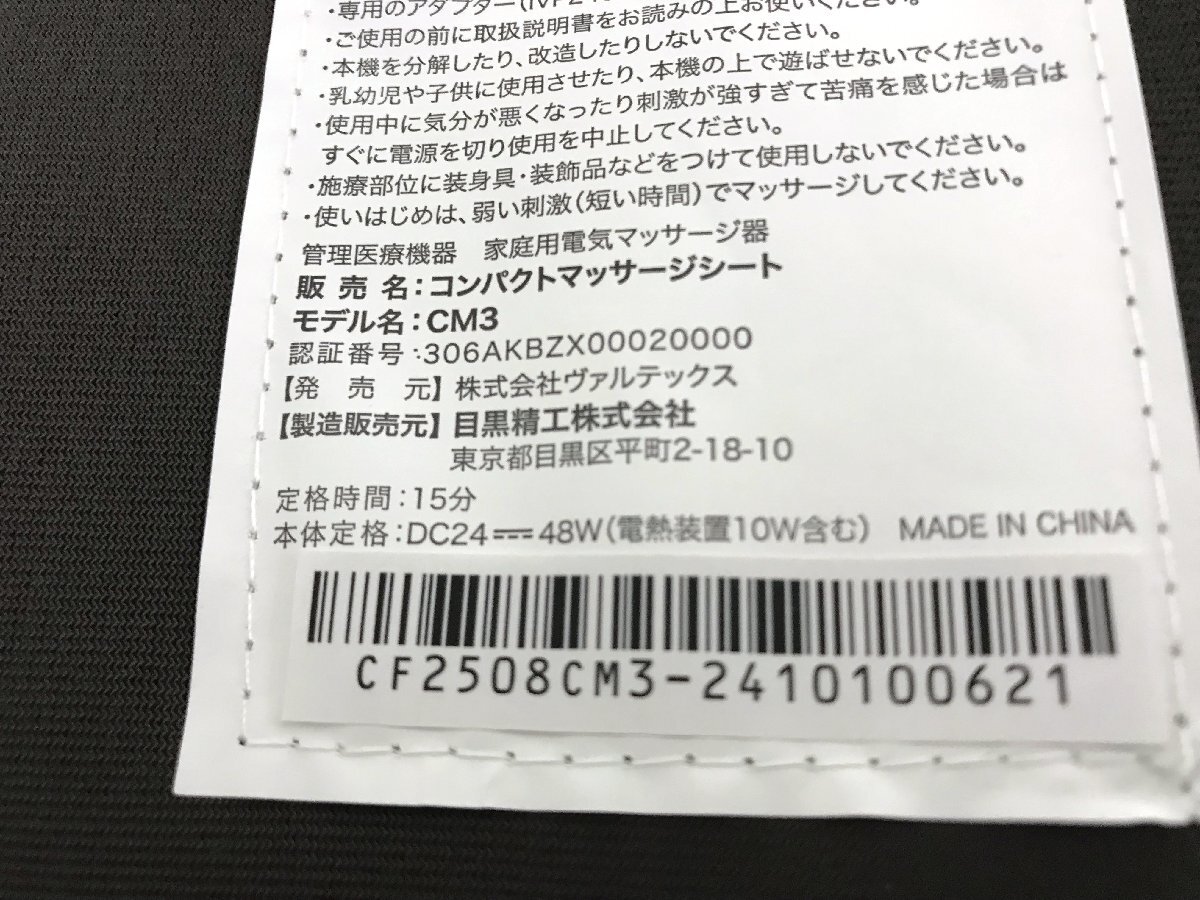 ・専用のアダプター(IVP24
・ご使用の前に取扱説明書をお読みの上お使いください。
・本機を分解したり、改造したりしないでください。
・乳幼児や子供に使用させたり、本機の上で遊ばせないでください。
・使用中に気分が悪くなったり刺激が強すぎて苦痛を感じた場合は
すぐに電源を切り使用を中止してください。
・施療部位に装身具・装飾品などをつけて使用しないでください。
・使いはじめは、弱い刺激(短い時間)でマッサージしてください。
管理医療機器 家庭用電気マッサージ器
販売名:コンパクトマッサージシート
モデル名:CM3
認証番号:306AKBZX00020000
【発売元】株式会社ヴァルテックス
【製造販売元】目黒精工株式会社
東京都目黒区平町2-18-10
定格時間:15分
本体定格:DC24⎓48W(電熱装置10W含む) MADE IN CHINA
CF2508CM3-2410100621